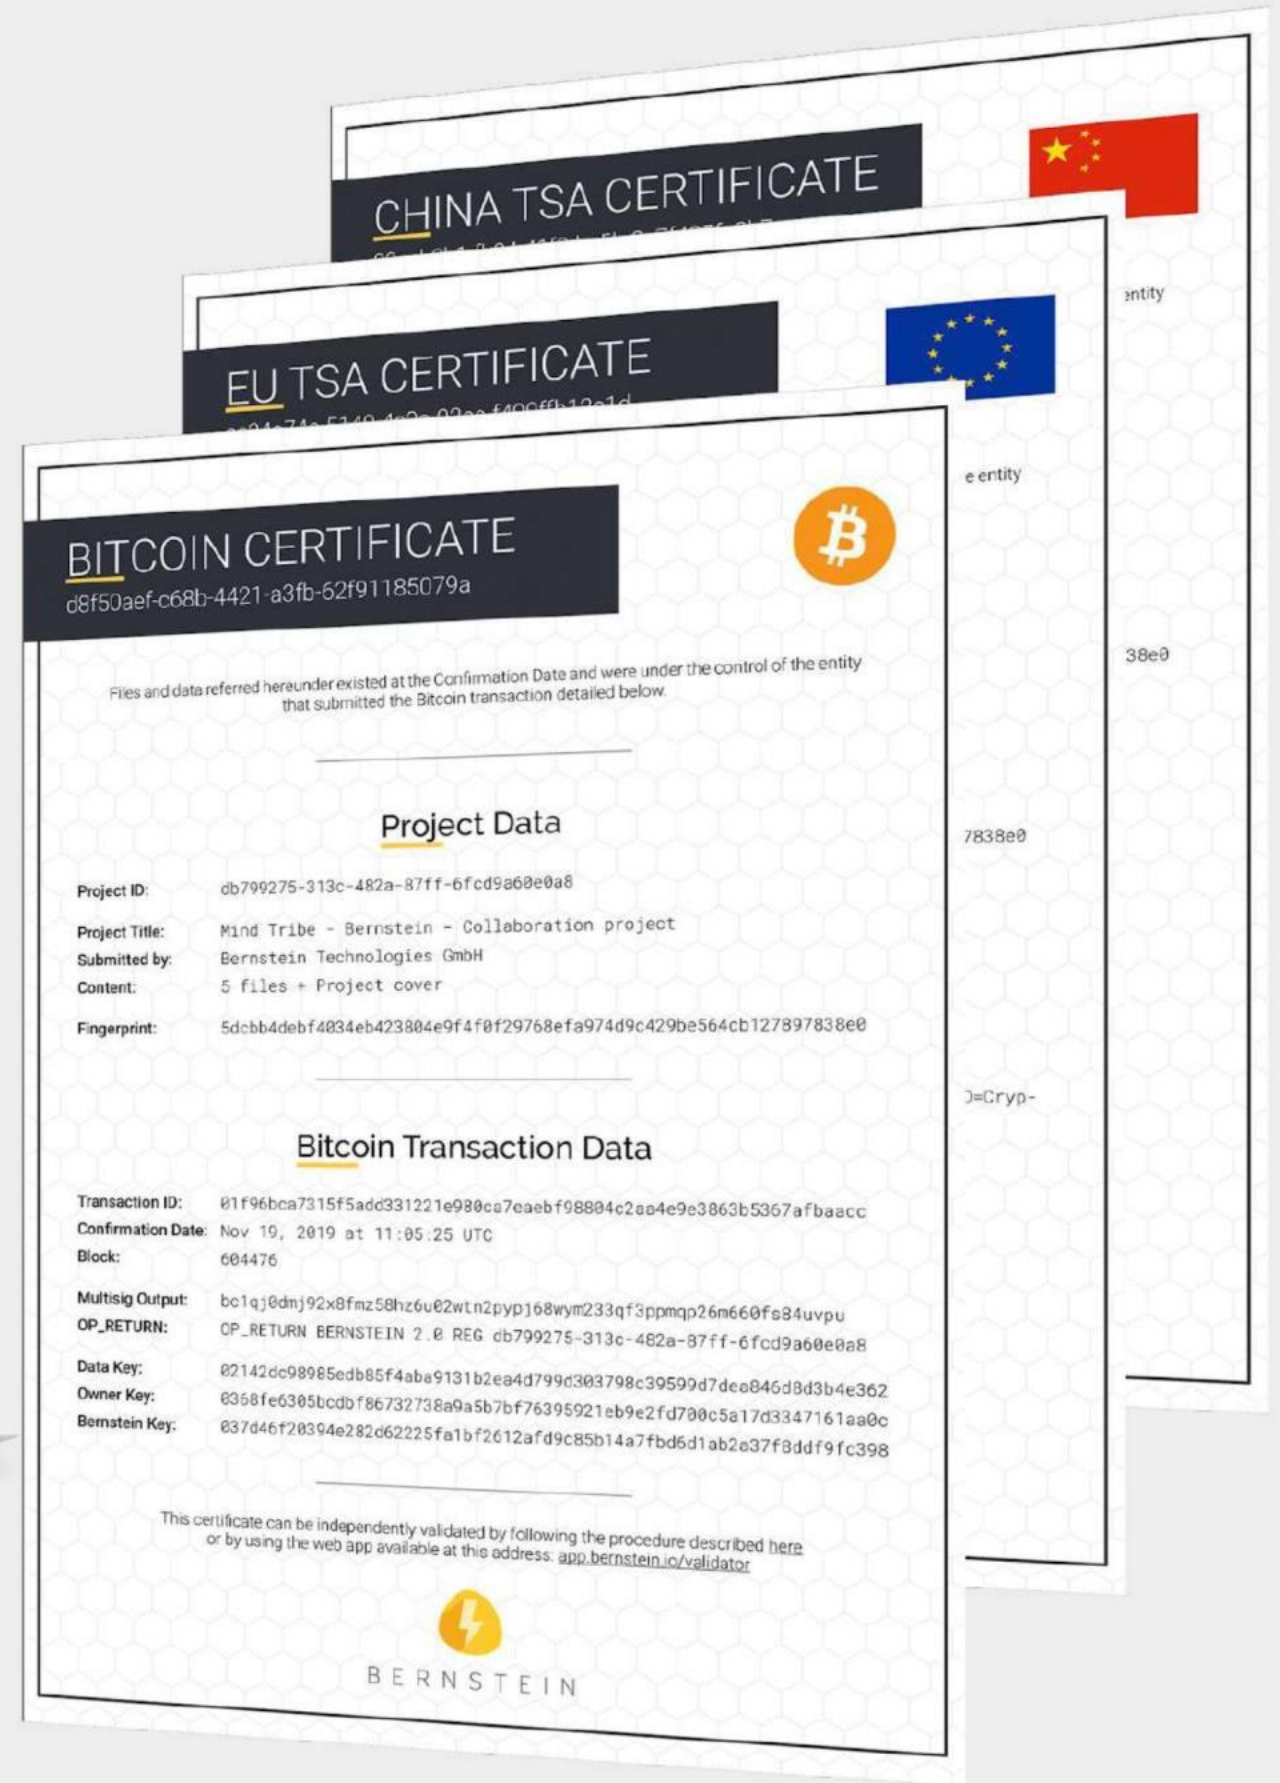 CHINA TSA CERTIFICATE
entity
38e0
EU TSA CERTIFICATE
e entity
7838e0
O=Cryp-
BITCOIN CERTIFICATE
d8f50aef-c68b-4421-a3fb-62f91185079a
Files and data referred hereunder existed at the Confirmation Date and were under the control of the entity
that submitted the Bitcoin transaction detailed below.
Project Data
Project ID: db799275-313c-482a-87ff-6fcd9a60e0a8
Project Title: Mind Tribe - Bernstein - Collaboration project
Submitted by: Bernstein Technologies GmbH
Content: 5 files + Project cover
Fingerprint: 5dcbb4debf4034eb423804e9f4f0f29768efa974d9c429be564cb127897838e0
Bitcoin Transaction Data
Transaction ID: 01f96bca7315f5add331221e980ca7eaebf98804c2aa4e9e3863b5367afbaacc
Confirmation Date: Nov 19, 2019 at 11:05:25 UTC
Block: 604476
Multisig Output: bc1qj0dmj92x8fmz58hz6u02wtn2pypj68wym233qf3ppmqp26m660fs84uvpu
OP_RETURN: OP_RETURN BERNSTEIN 2.0 REG db799275-313c-482a-87ff-6fcd9a60e0a8
Data Key: 02142dc98985edb85f4aba9131b2ea4d799d303798c39599d7dea846d8d3b4e362
Owner Key: 0368fe6305bcdbf86732738a9a5b7bf76395921eb9e2fd700c5a17d3347161aa0c
Bernstein Key: 037d46f20394e282d62225fa1bf2612afd9c85b14a7fbd6d1ab2a37f8ddf9fc398
This certificate can be independently validated by following the procedure described here
or by using the web app available at this address: app.bernstein.io/validator
BERNSTEIN